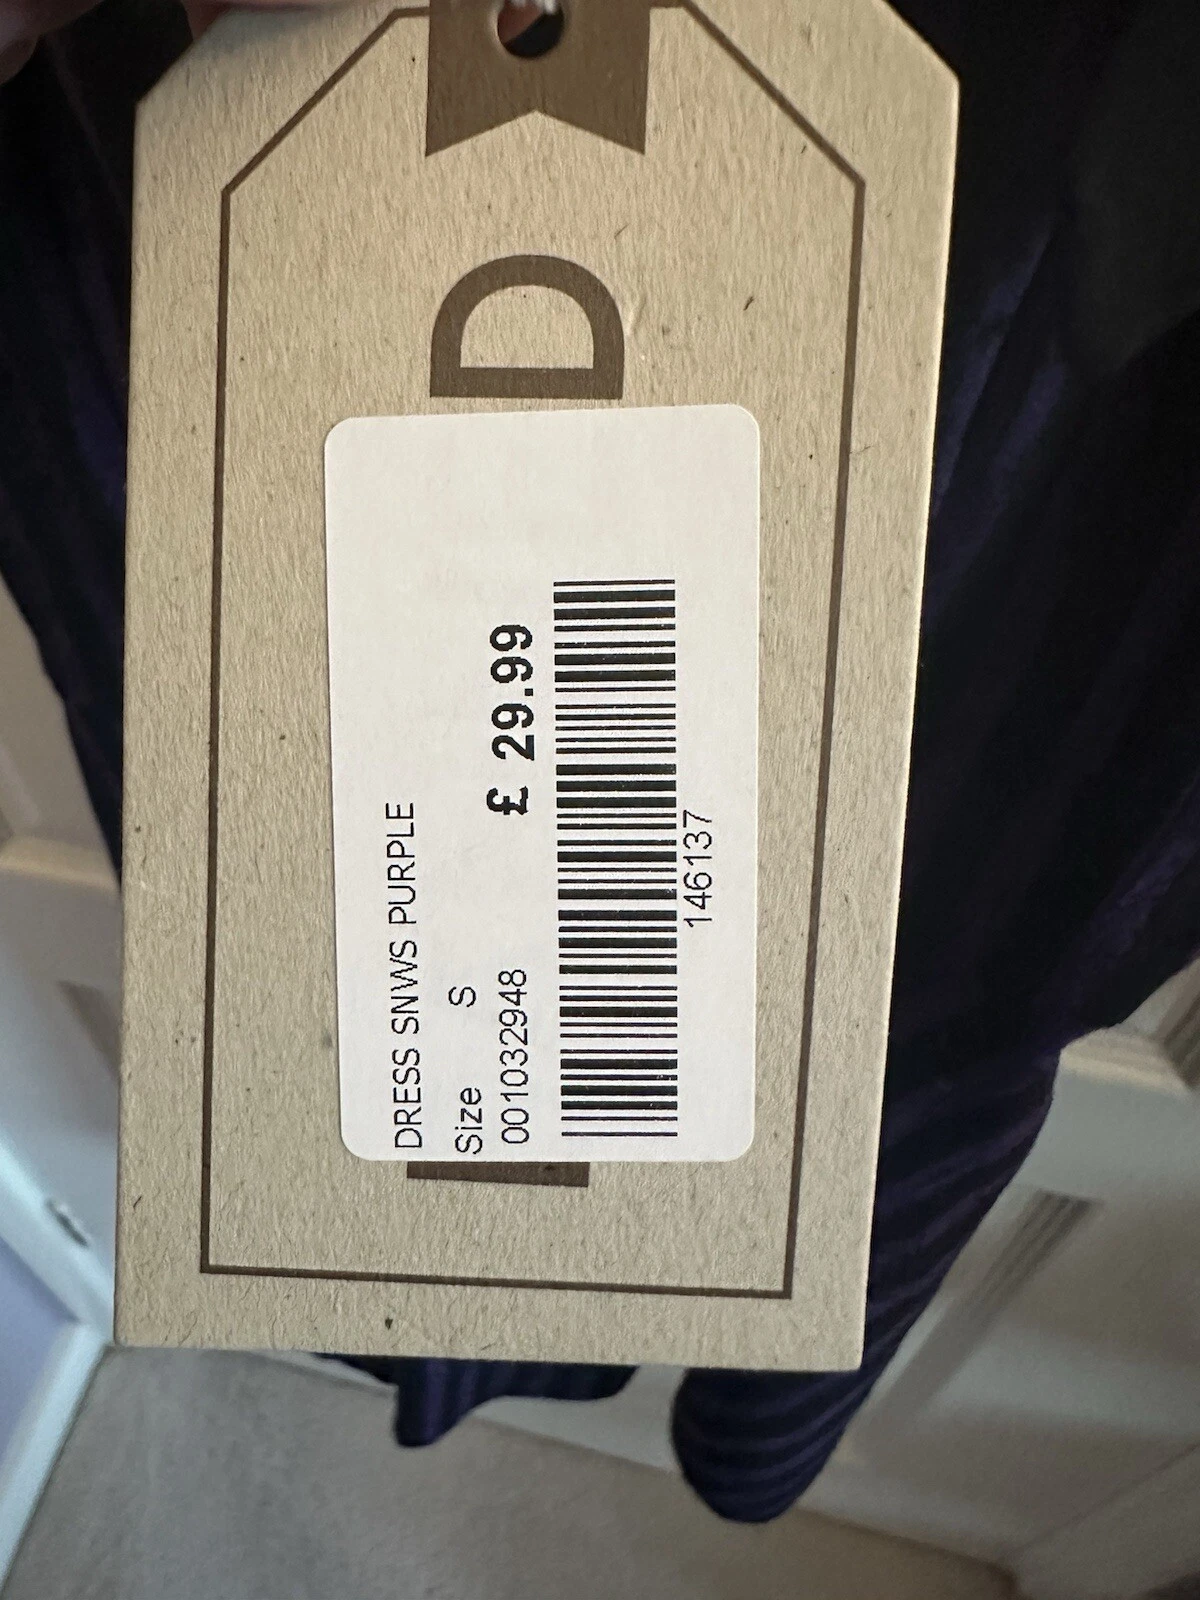 D
DRESS SNWS PURPLE
Size S
001032948 £ 29.99
146137